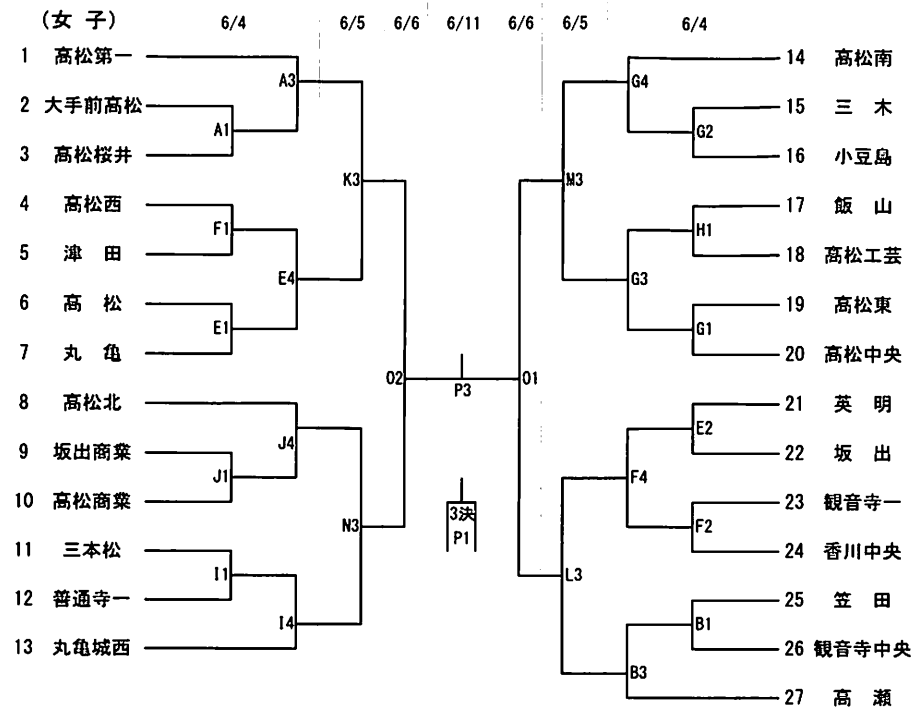 (女 子)
6/4 6/5 6/6 6/11 6/6 6/5 6/4
1 高松第一
2 大手前高松
3 高松桜井
4 高松西
5 津 田
6 高 松
7 丸 亀
8 高松北
9 坂出商業
10 高松商業
11 三本松
12 善通寺一
13 丸亀城西
A3
A1
K3
F1
E4
E1
O2
J4
J1
N3
I1
I4
P3
3決
P1
O1
G4
G2
M3
H1
G3
G1
E2
F4
F2
L3
B1
B3
14 高松南
15 三 木
16 小豆島
17 飯 山
18 高松工芸
19 高松東
20 高松中央
21 英 明
22 坂 出
23 観音寺一
24 香川中央
25 笠 田
26 観音寺中央
27 高 瀬